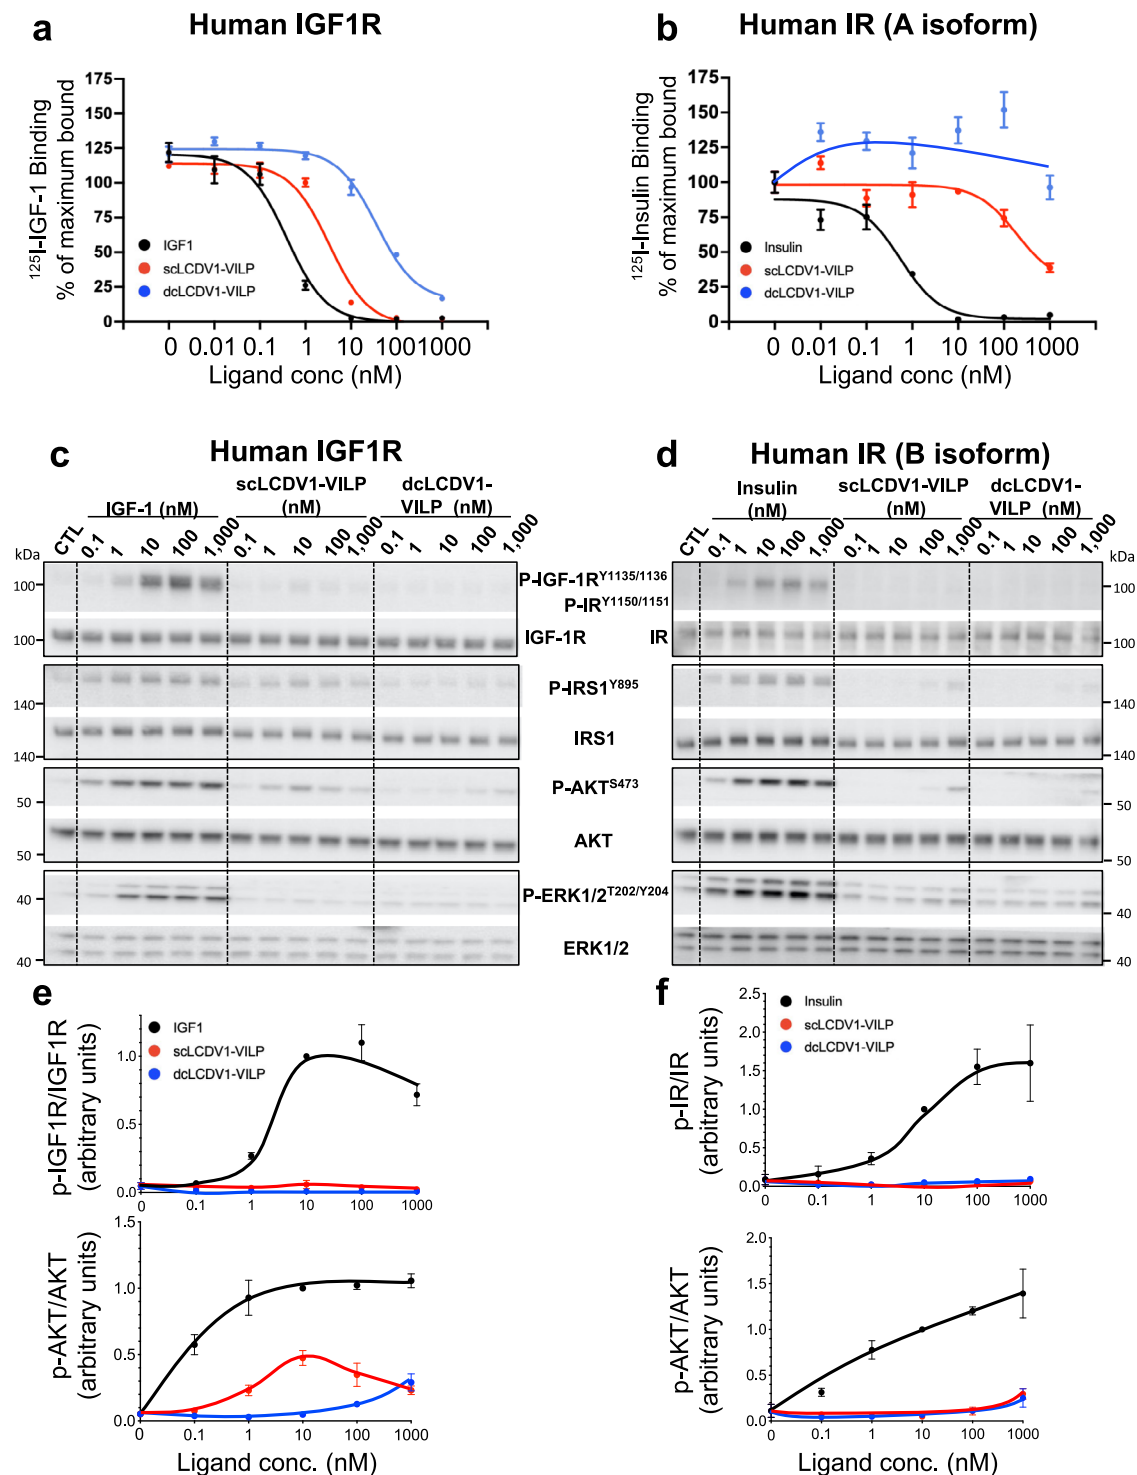 a
Human IGF1R
175
150
125
100
75
50
25
0
¹²⁵I-IGF-1 Binding
% of maximum bound
IGF1
scLCDV1-VILP
dcLCDV1-VILP
0 0.01 0.1 1 10 100 1000
Ligand conc (nM)
b
Human IR (A isoform)
175
150
125
100
75
50
25
0
¹²⁵I-Insulin Binding
% of maximum bound
Insulin
scLCDV1-VILP
dcLCDV1-VILP
0 0.01 0.1 1 10 100 1000
Ligand conc (nM)
c
Human IGF1R
IGF-1 (nM)
scLCDV1-VILP
(nM)
dcLCDV1-
VILP (nM)
CTL 0.1 1 10 100 1,000 0.1 1 10 100 1,000 0.1 1 10 100 1,000
kDa
100
100
140
140
50
50
40
40
P-IGF-1R^Y1135/1136
P-IR^Y1150/1151
IGF-1R IR
P-IRS1^Y895
IRS1
P-AKT^S473
AKT
P-ERK1/2^T202/Y204
ERK1/2
d
Human IR (B isoform)
Insulin
(nM)
scLCDV1-VILP
(nM)
dcLCDV1-
VILP (nM)
CTL 0.1 1 10 100 1,000 0.1 1 10 100 1,000 0.1 1 10 100 1,000
kDa
100
100
140
140
50
50
40
40
e
1.0
0.5
0.0
p-IGF1R/IGF1R
(arbitrary units)
IGF1
scLCDV1-VILP
dcLCDV1-VILP
0 0.1 1 10 100 1000
1.5
1.0
0.5
0.0
p-AKT/AKT
(arbitrary units)
0 0.1 1 10 100 1000
Ligand conc. (nM)
f
2.5
2.0
1.5
1.0
0.5
0.0
p-IR/IR
(arbitrary units)
Insulin
scLCDV1-VILP
dcLCDV1-VILP
0 0.1 1 10 100 1000
2.0
1.5
1.0
0.5
0.0
p-AKT/AKT
(arbitrary units)
0 0.1 1 10 100 1000
Ligand conc. (nM)